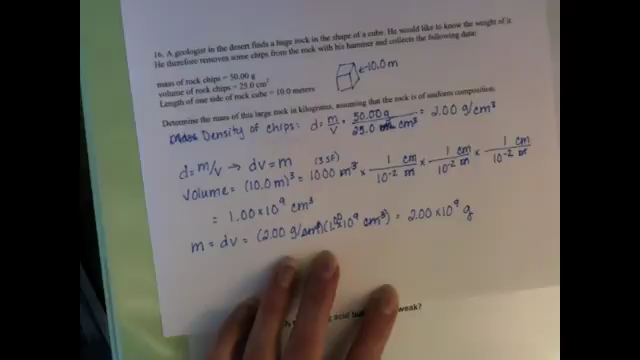 16. A geologist in the desert finds a huge rock in the shape of a cube. He would like to know the weight of it.
He therefore removes some chips from the rock with his hammer and collects the following data:
mass of rock chips = 50.00 g
volume of rock chips = 25.0 cm³
Length of one side of rock cube = 10.0 meters
10.0 m
Determine the mass of this large rock in kilograms, assuming that the rock is of uniform composition.
Density of chips: d = m/v = 50.00 g / 25.0 cm³ = 2.00 g/cm³
d = m/v → dv = m
(3 SF)
Volume = (10.0 m)³ = 1000 m³ × 1 cm / 10⁻² m × 1 cm / 10⁻² m × 1 cm / 10⁻² m
= 1.00 × 10⁹ cm³
m = dv = (2.00 g/cm³)(1.00 × 10⁹ cm³) = 2.00 × 10⁹ g
acid
weak?